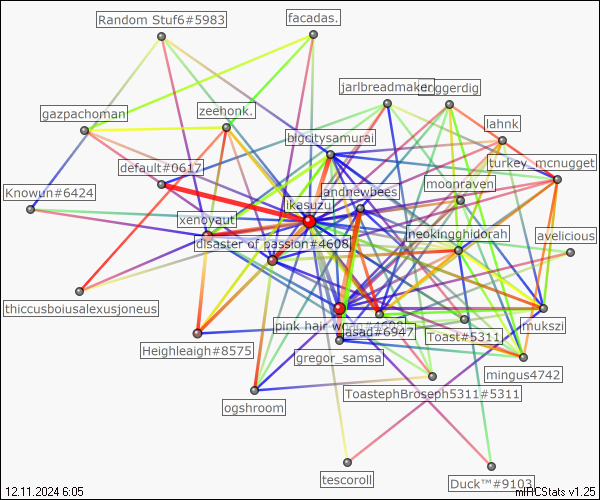 Random Stuf6#5983
facadas.
jarlbreadmaker
gazpachoman
zeehonk.
lahnk
bigcitysamurai
turkey_mcnugget
default#0617
moonraven
Knowun#6424
andnewbees
ikasuzu
xenoyaut
neokingghidorah
avelicious
disaster of passion#4608
thiccusboiusalexusjoneus
pink hair
asad#6947
Toast#5311
mukszi
Heighleaigh#8575
gregor_samsa
mingus4742
ToastephBroseph5311#5311
ogshroom
tescoroll
Duck™#9103
12.11.2024 6:05
mIRCStats v1.25